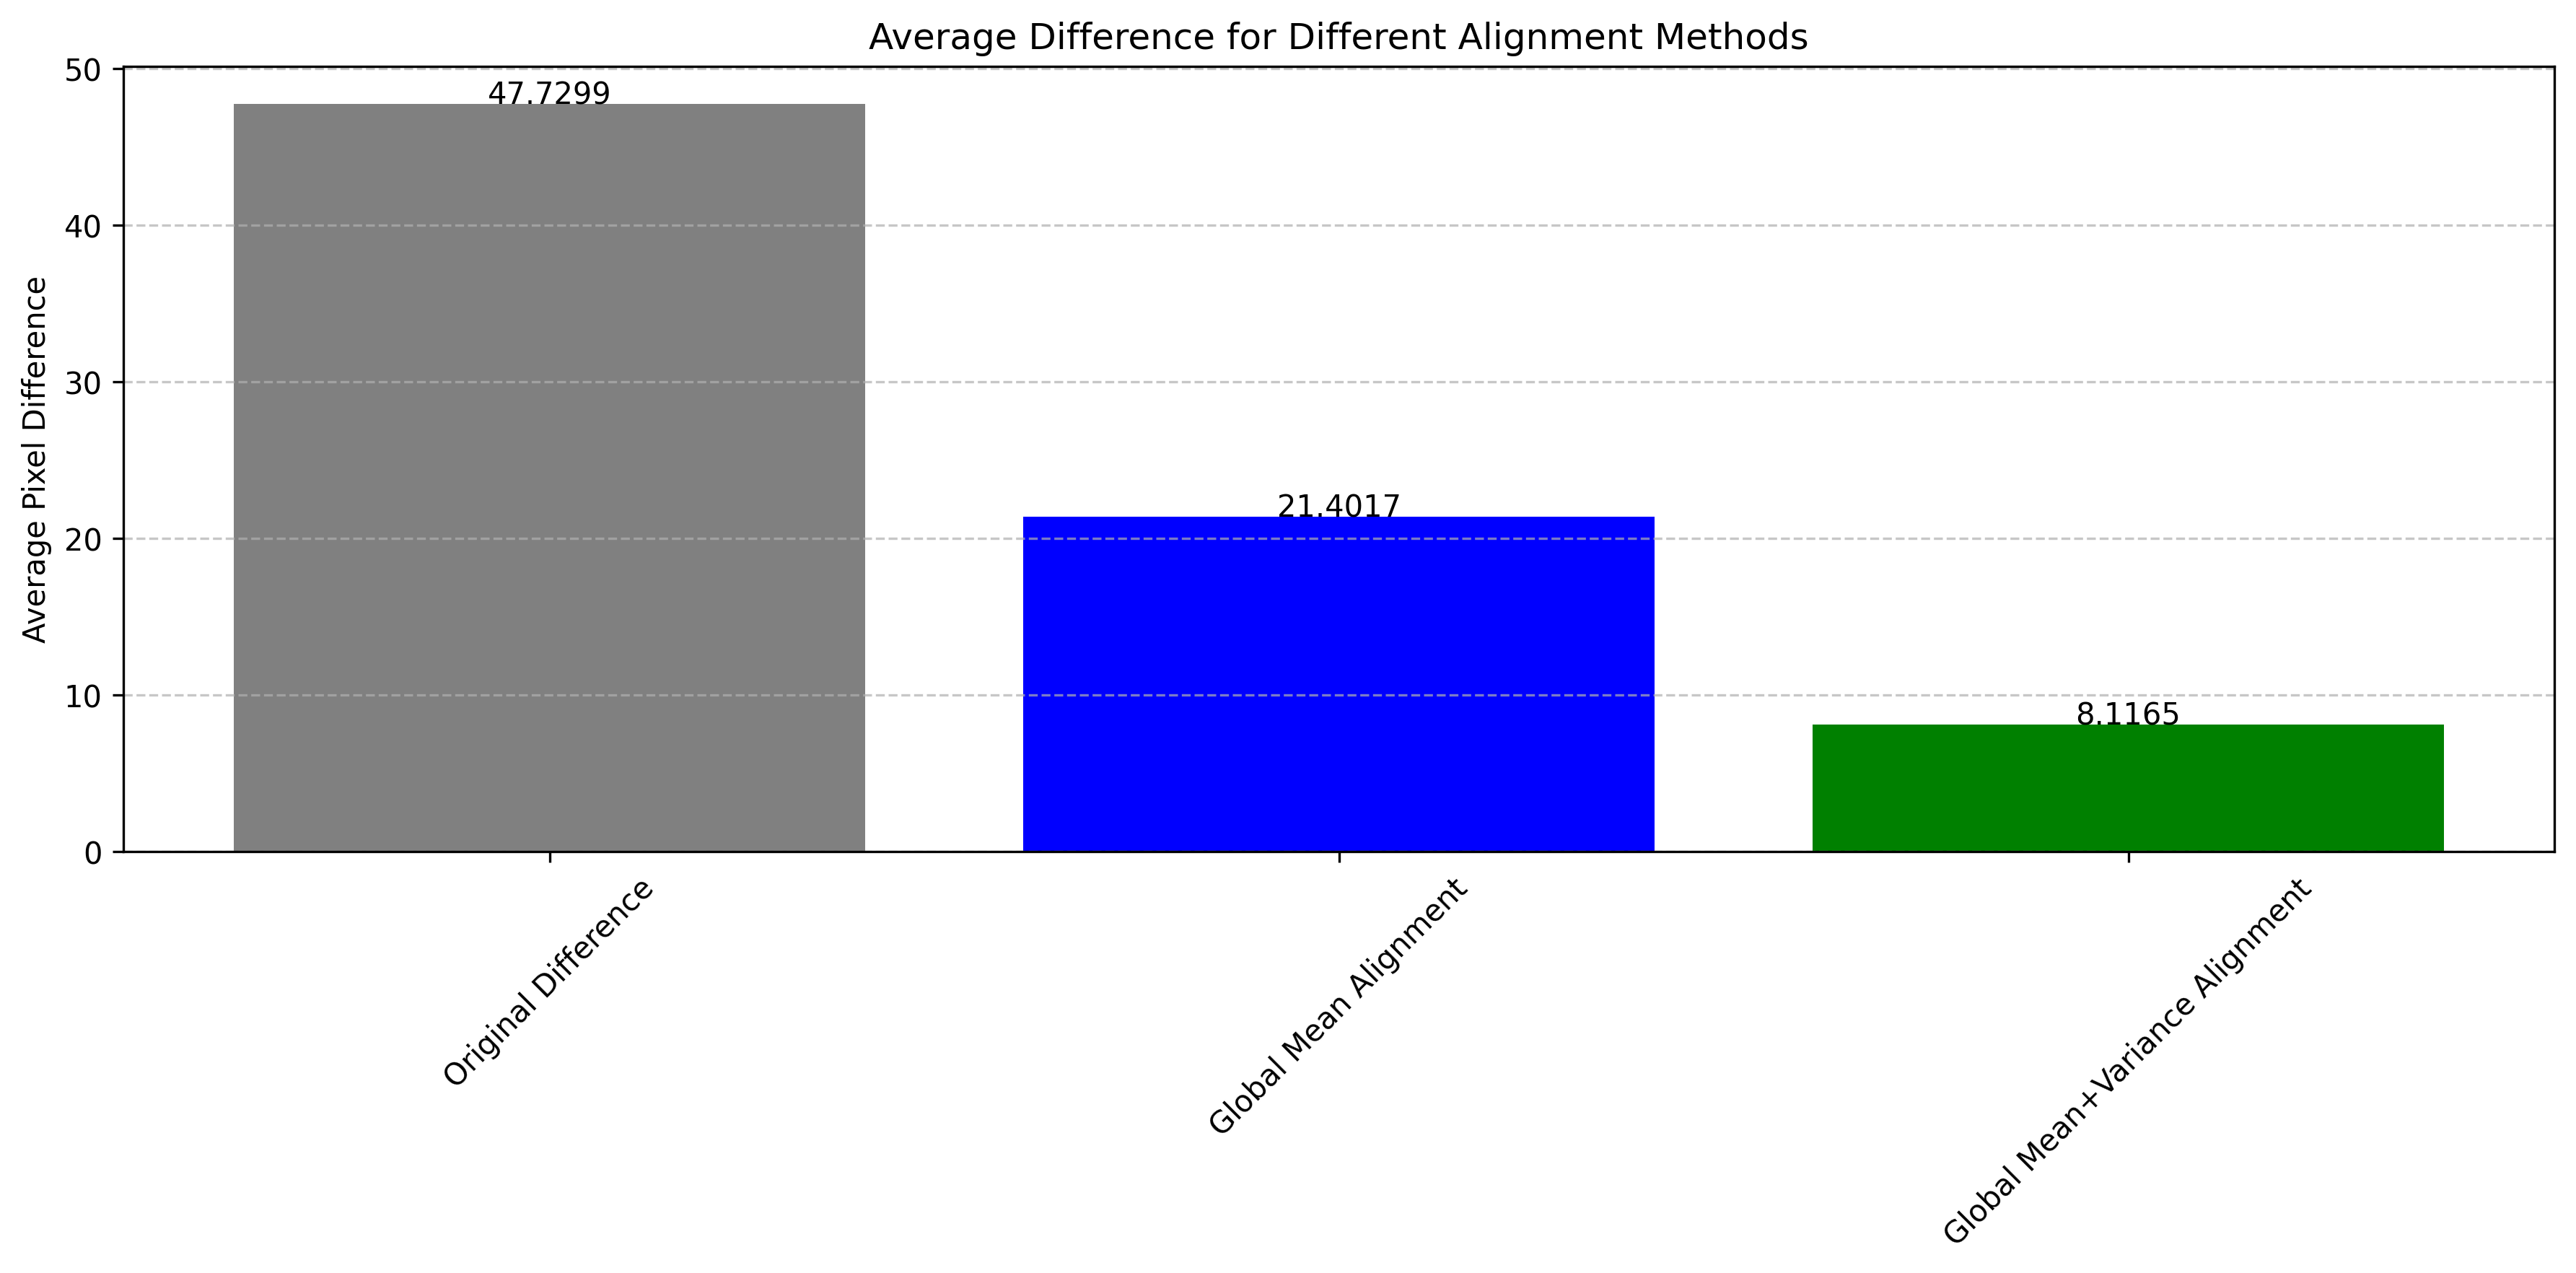 Average Difference for Different Alignment Methods
Average Pixel Difference
50
40
30
20
10
0
47.7299
21.4017
8.1165
Original Difference
Global Mean Alignment
Global Mean+Variance Alignment